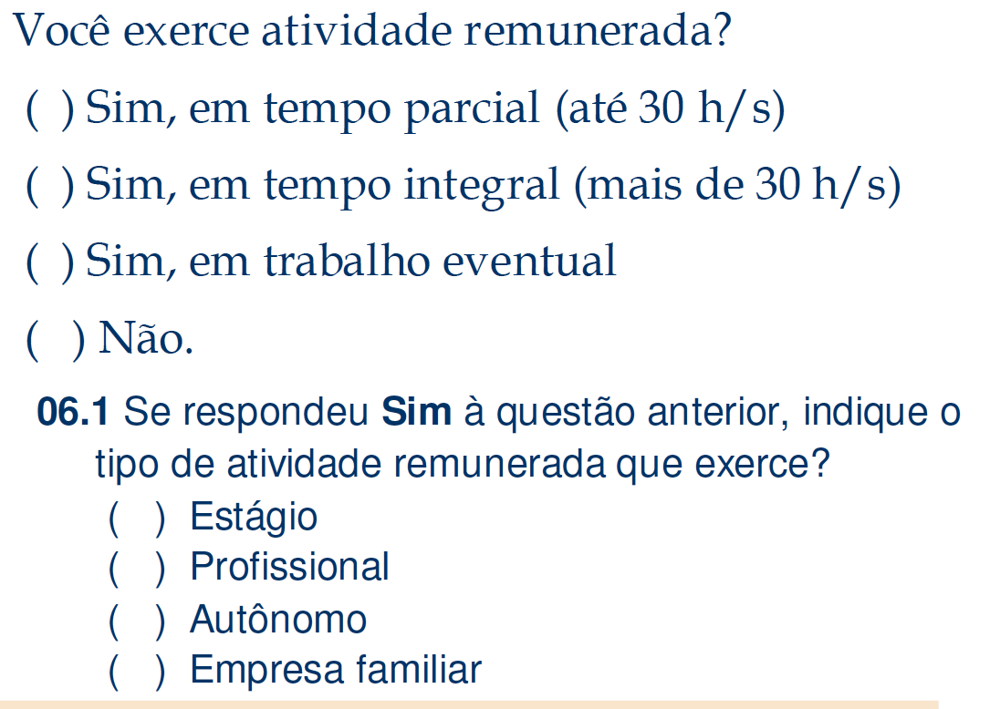 Você exerce atividade remunerada?
( ) Sim, em tempo parcial (até 30 h/s)
( ) Sim, em tempo integral (mais de 30 h/s)
( ) Sim, em trabalho eventual
( ) Não.
06.1 Se respondeu Sim à questão anterior, indique o
tipo de atividade remunerada que exerce?
( ) Estágio
( ) Profissional
( ) Autônomo
( ) Empresa familiar